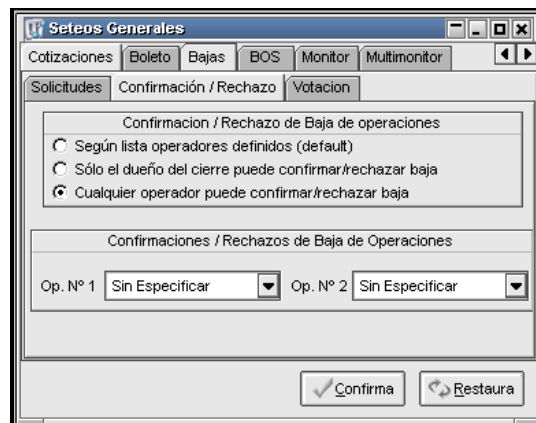 Seteos Generales
Cotizaciones Boleto Bajas BOS Monitor Multimonitor
Solicitudes Confirmación / Rechazo Votacion
Confirmacion / Rechazo de Baja de operaciones
Según lista operadores definidos (default)
Sólo el dueño del cierre puede confirmar/rechazar baja
Cualquier operador puede confirmar/rechazar baja
Confirmaciones / Rechazos de Baja de Operaciones
Op. Nº 1 Sin Especificar Op. Nº 2 Sin Especificar
Confirma Restaura